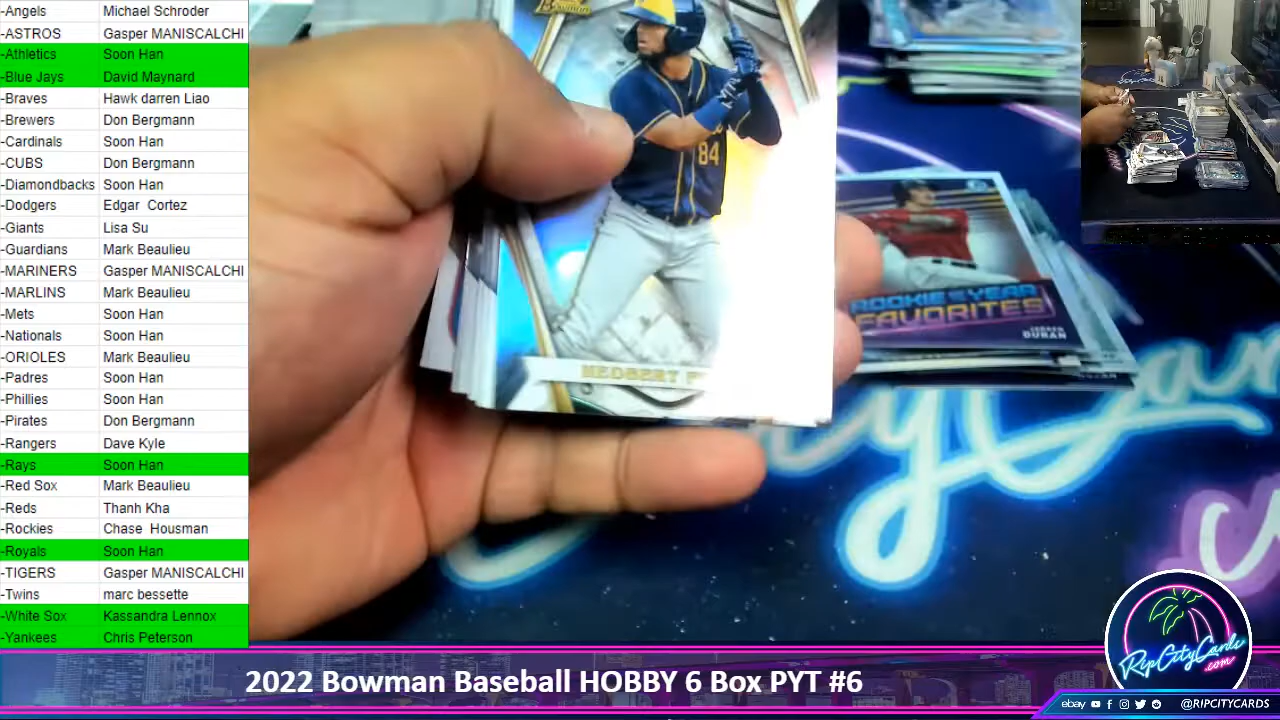 -Angels Michael Schroder
-ASTROS Gasper MANISCALCHI
-Athletics Soon Han
-Blue Jays David Maynard
-Braves Hawk darren Liao
-Brewers Don Bergmann
-Cardinals Soon Han
-CUBS Don Bergmann
-Diamondbacks Soon Han
-Dodgers Edgar Cortez
-Giants Lisa Su
-Guardians Mark Beaulieu
-MARINERS Gasper MANISCALCHI
-MARLINS Mark Beaulieu
-Mets Soon Han
-Nationals Soon Han
-ORIOLES Mark Beaulieu
-Padres Soon Han
-Phillies Soon Han
-Pirates Don Bergmann
-Rangers Dave Kyle
-Rays Soon Han
-Red Sox Mark Beaulieu
-Reds Thanh Kha
-Rockies Chase Housman
-Royals Soon Han
-TIGERS Gasper MANISCALCHI
-Twins marc bessette
-White Sox Kassandra Lennox
-Yankees Chris Peterson
Bowman
84
HEDBERT
ROOKIE OF THE YEAR
FAVORITES
JARREN
DURAN
RipCityCards
.com
2022 Bowman Baseball HOBBY 6 Box PYT #6
ebay @RIPCITYCARDS